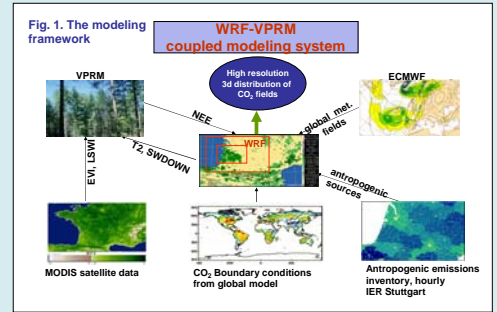 Fig. 1. The modeling
framework
WRF-VPRM
coupled modeling system
VPRM
High resolution
3d distribution of
CO₂ fields
ECMWF
NEE
global met.
fields
WRF
EVI, LSWI
T2, SWDOWN
antropogenic
sources
MODIS satellite data
CO₂ Boundary conditions
from global model
Antropogenic emissions
inventory, hourly
IER Stuttgart